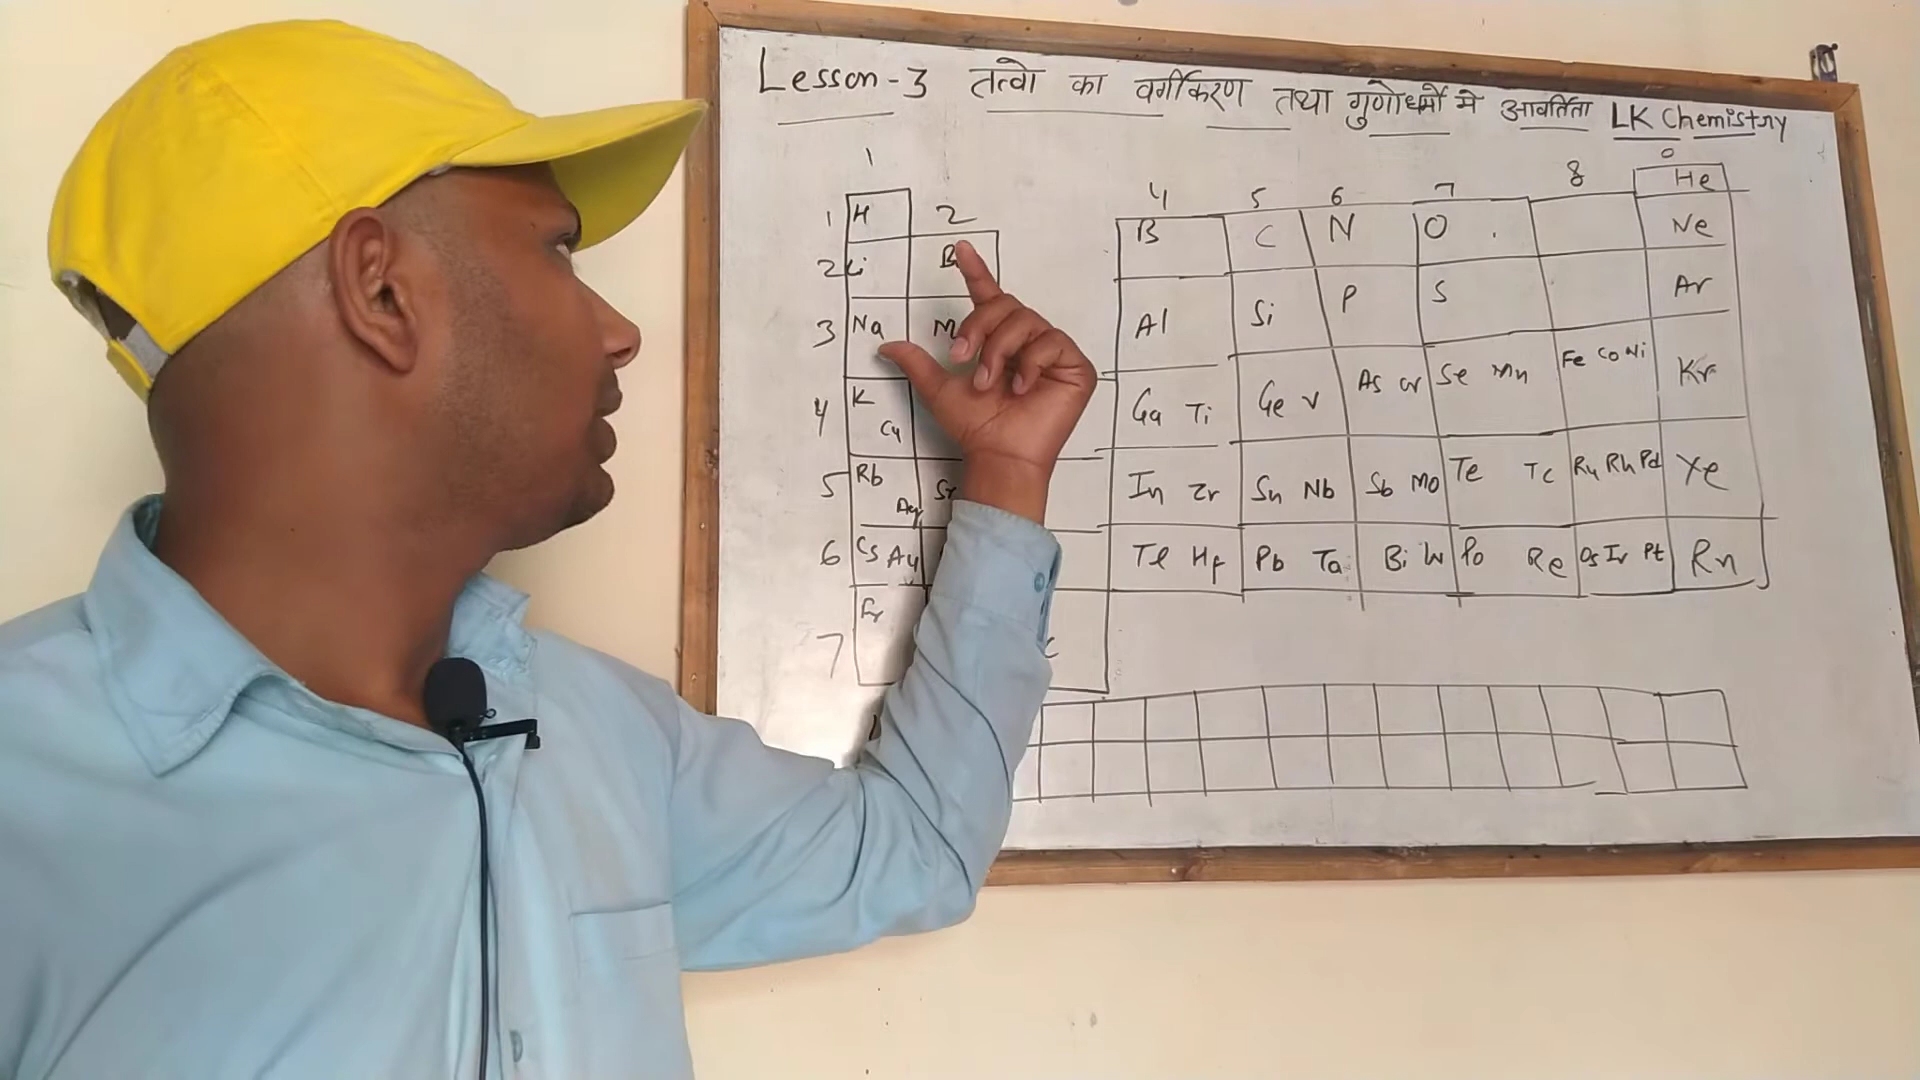 Lesson-3 तत्वो का वर्गीकरण तथा गुणोधर्मो मे आवर्तिता LK Chemistry
1 2 4 5 6 7 8 0
He
1 H
2 Li B C N O Ne
3 Na Al Si P S Ar
4 K Cu Ga Ti Ge V As Cr Se Mn Fe Co Ni Kr
5 Rb Ag Sr In Zr Sn Nb Sb Mo Te Tc Ru Rh Pd Xe
6 Cs Au Tl Hf Pb Ta Bi W Po Re Os Ir Pt Rn
7 Fr